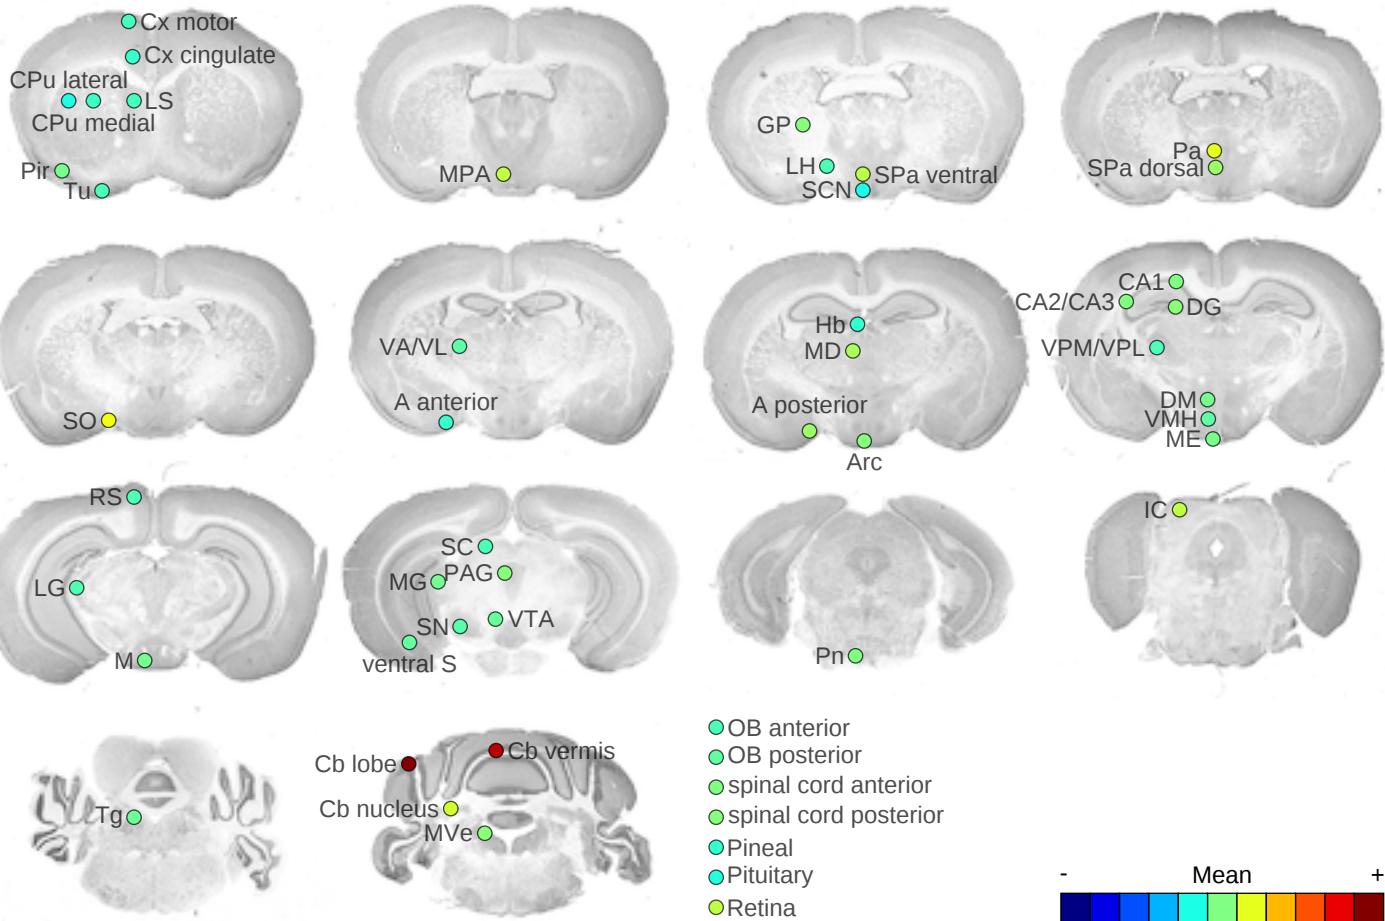 Cx motor
Cx cingulate
CPu lateral
LS
CPu medial
Pir
Tu
MPA
GP
LH
SPa ventral
SCN
Pa
SPa dorsal
SO
VA/VL
A anterior
Hb
MD
A posterior
Arc
CA1
CA2/CA3
DG
VPM/VPL
DM
VMH
ME
RS
LG
M
SC
MG
PAG
SN
VTA
ventral S
Pn
IC
Tg
Cb lobe
Cb vermis
Cb nucleus
MVe
OB anterior
OB posterior
spinal cord anterior
spinal cord posterior
Pineal
Pituitary
Retina
- Mean +